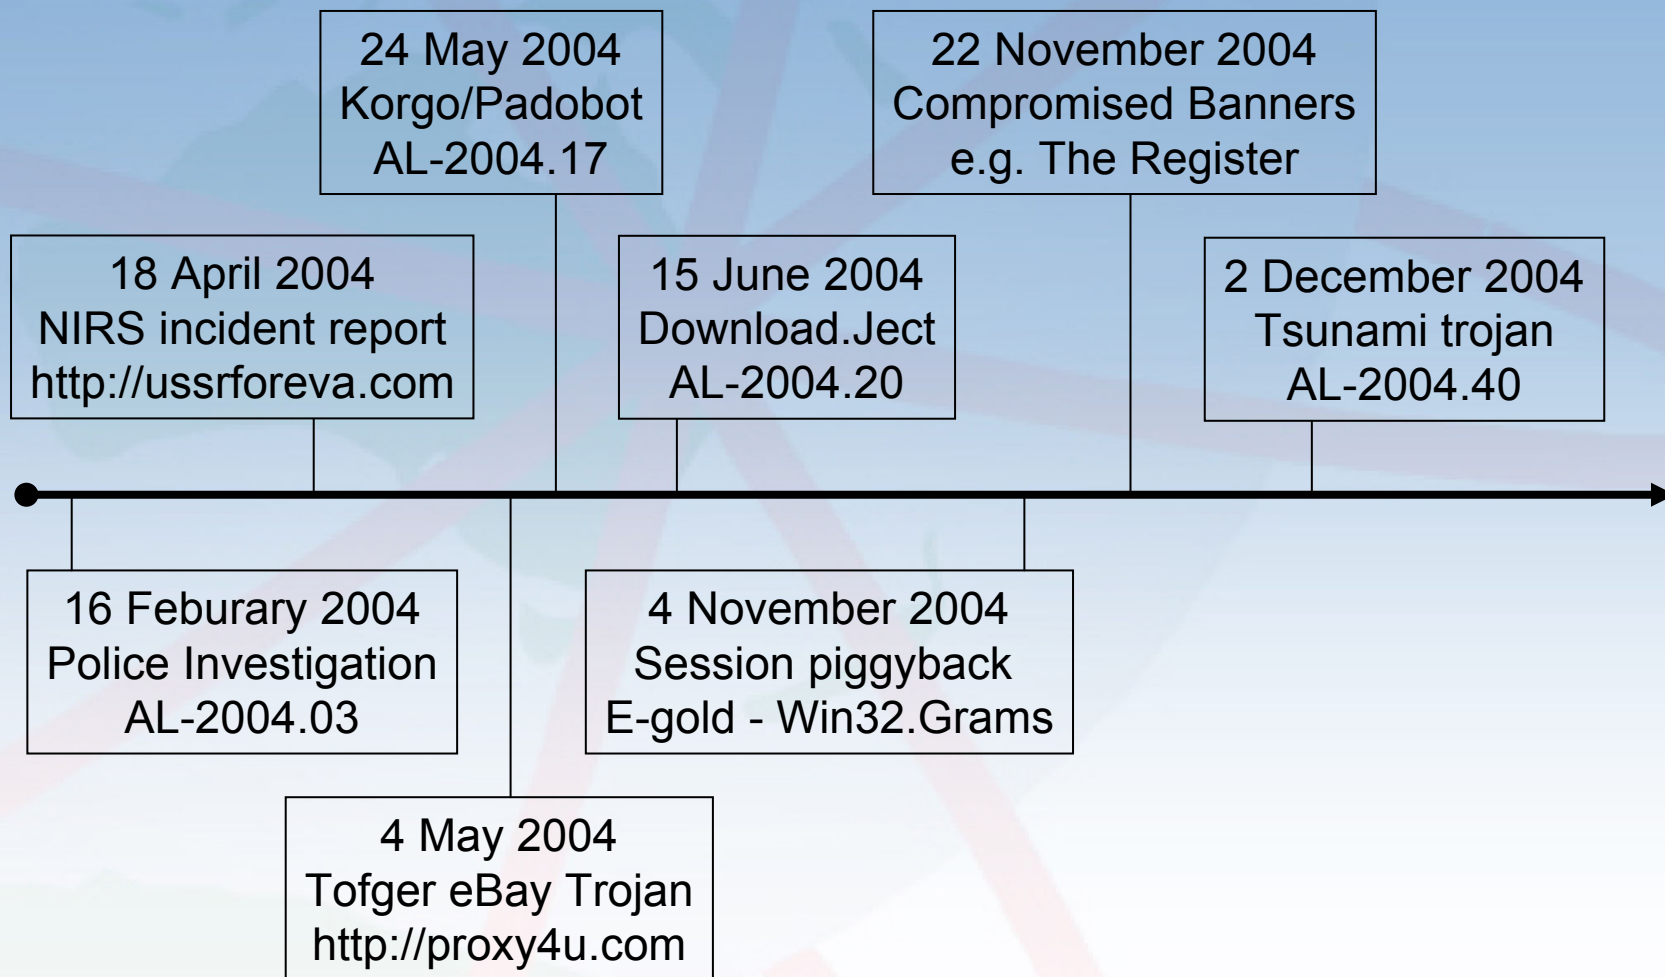 24 May 2004
Korgo/Padobot
AL-2004.17
22 November 2004
Compromised Banners
e.g. The Register
18 April 2004
NIRS incident report
http://ussrforeva.com
15 June 2004
Download.Ject
AL-2004.20
2 December 2004
Tsunami trojan
AL-2004.40
16 Feburary 2004
Police Investigation
AL-2004.03
4 November 2004
Session piggyback
E-gold - Win32.Grams
4 May 2004
Tofger eBay Trojan
http://proxy4u.com